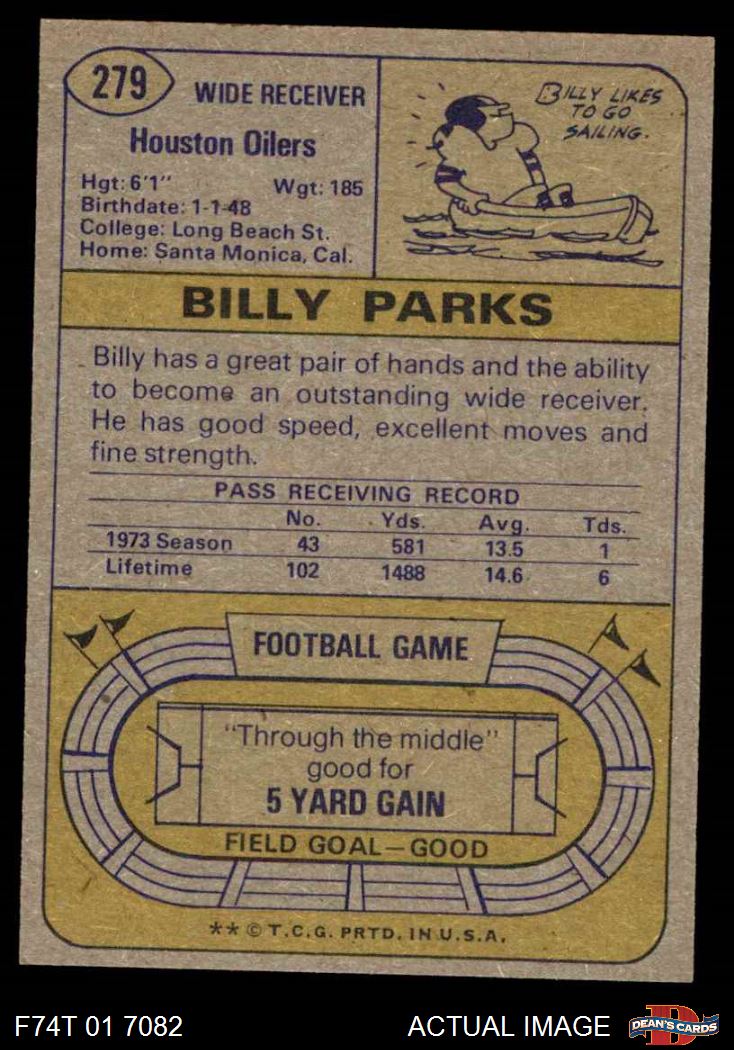 279
WIDE RECEIVER
Houston Oilers
Hgt: 6'1" Wgt: 185
Birthdate: 1-1-48
College: Long Beach St.
Home: Santa Monica, Cal.
BILLY LIKES
TO GO
SAILING.
BILLY PARKS
Billy has a great pair of hands and the ability
to become an outstanding wide receiver.
He has good speed, excellent moves and
fine strength.
PASS RECEIVING RECORD
No. Yds. Avg. Tds.
1973 Season 43 581 13.5 1
Lifetime 102 1488 14.6 6
FOOTBALL GAME
"Through the middle"
good for
5 YARD GAIN
FIELD GOAL—GOOD
** © T.C.G. PRTD. IN U.S.A.
F74T 01 7082
ACTUAL IMAGE
DEAN'S CARDS